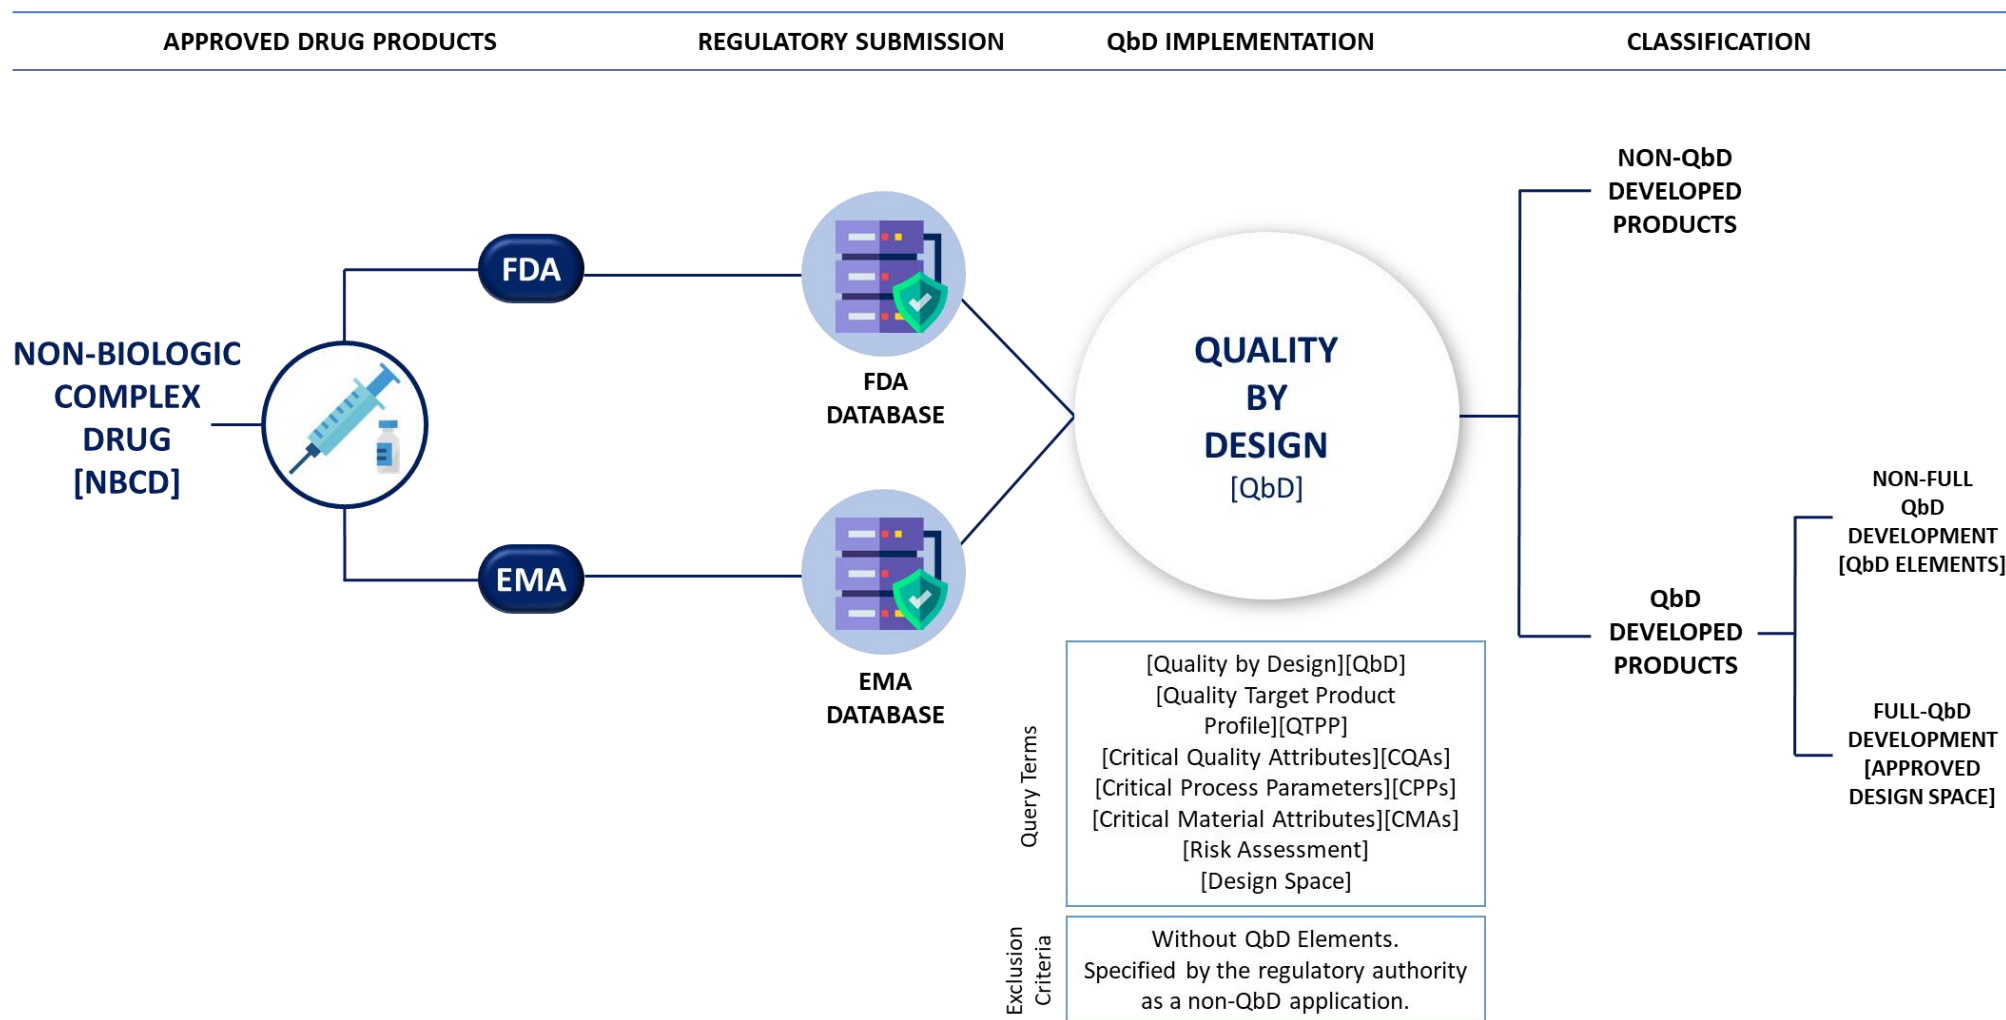 APPROVED DRUG PRODUCTS
REGULATORY SUBMISSION
QbD IMPLEMENTATION
CLASSIFICATION
NON-BIOLOGIC
COMPLEX
DRUG
[NBCD]
FDA
EMA
FDA
DATABASE
EMA
DATABASE
QUALITY
BY
DESIGN
[QbD]
Query Terms
[Quality by Design][QbD]
[Quality Target Product
Profile][QTPP]
[Critical Quality Attributes][CQAs]
[Critical Process Parameters][CPPs]
[Critical Material Attributes][CMAs]
[Risk Assessment]
[Design Space]
Exclusion
Criteria
Without QbD Elements.
Specified by the regulatory authority
as a non-QbD application.
NON-QbD
DEVELOPED
PRODUCTS
QbD
DEVELOPED
PRODUCTS
NON-FULL
QbD
DEVELOPMENT
[QbD ELEMENTS]
FULL-QbD
DEVELOPMENT
[APPROVED
DESIGN SPACE]